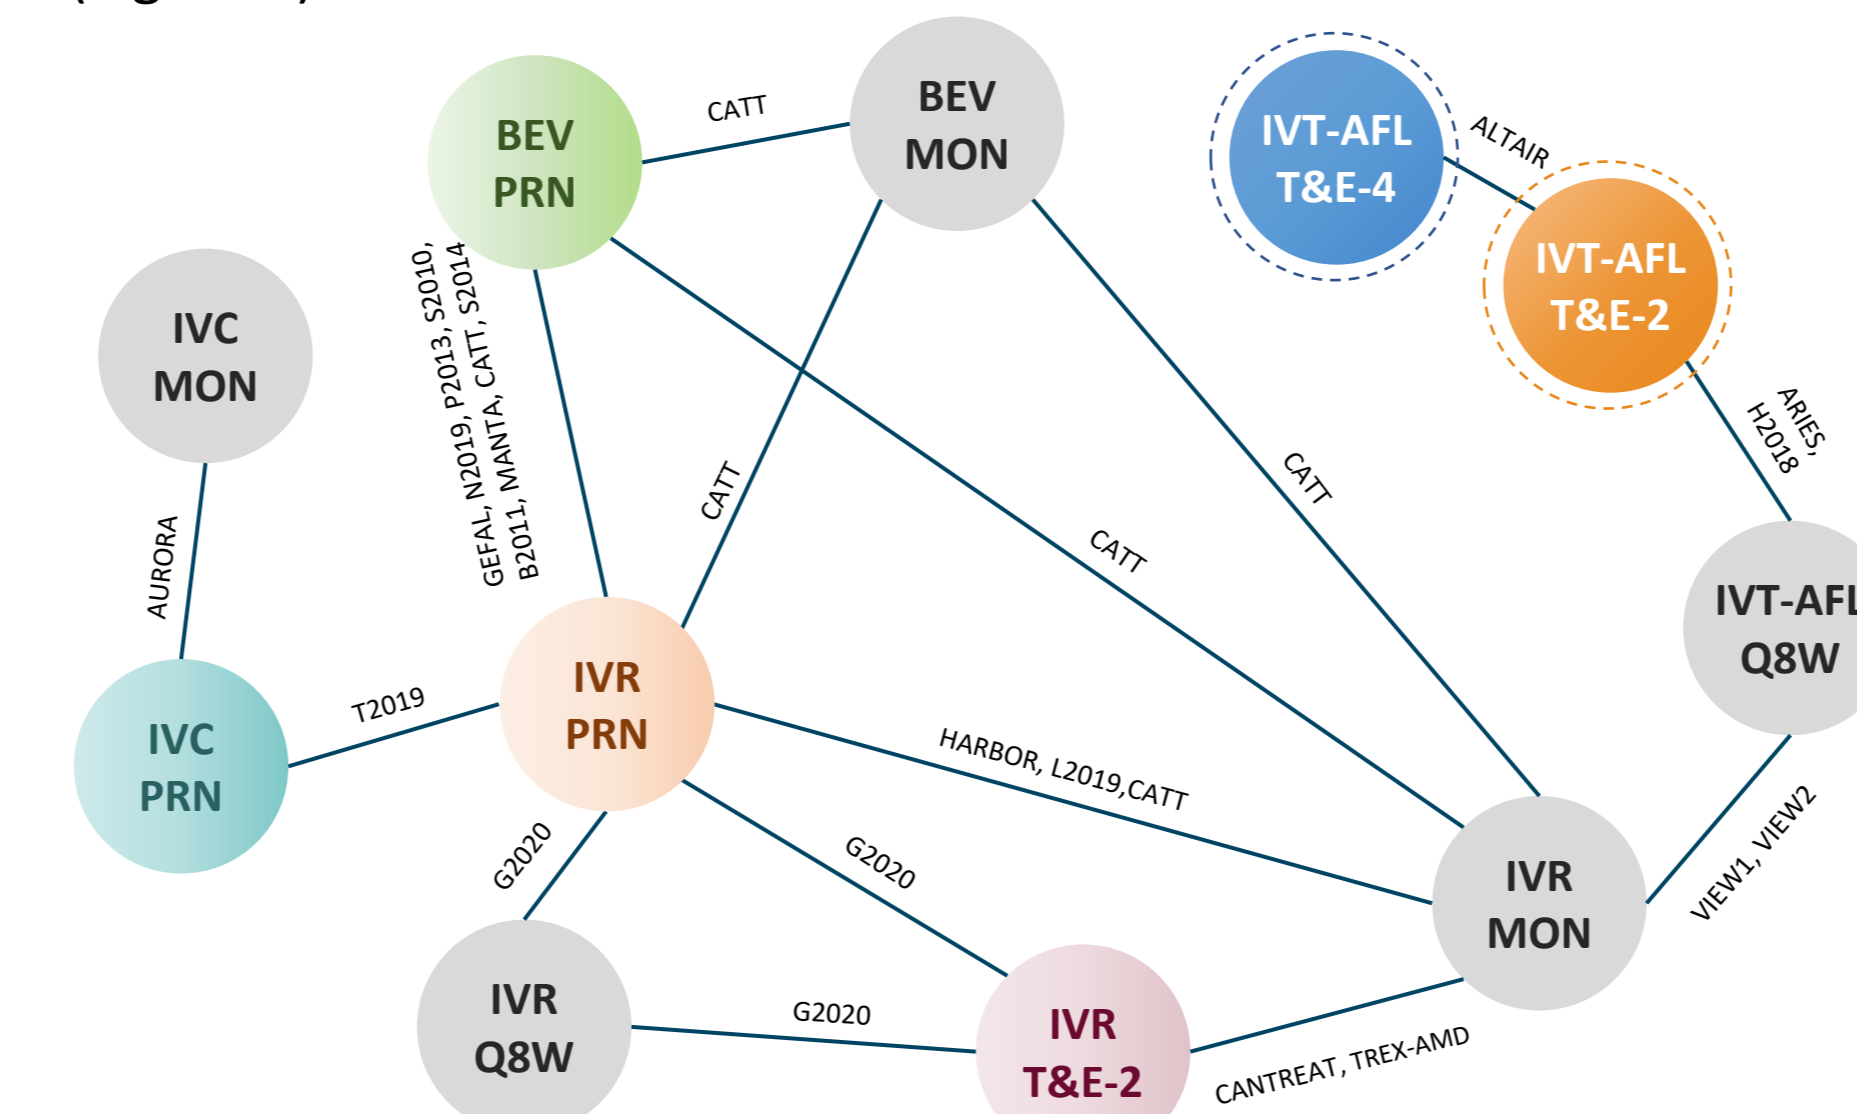 BEV
PRN
CATT
BEV
MON
IVT-AFL
T&E-4
ALTAIR
IVT-AFL
T&E-2
ARIES,
H2018
IVC
MON
GEFAL, N2019, P2013, S2010,
B2011, MANTA, CATT, S2014
CATT
CATT
CATT
AURORA
IVT-AFL
Q8W
IVC
PRN
T2019
IVR
PRN
HARBOR, L2019,CATT
VIEW1, VIEW2
G2020
G2020
IVR
MON
IVR
Q8W
G2020
IVR
T&E-2
CANTREAT, TREX-AMD